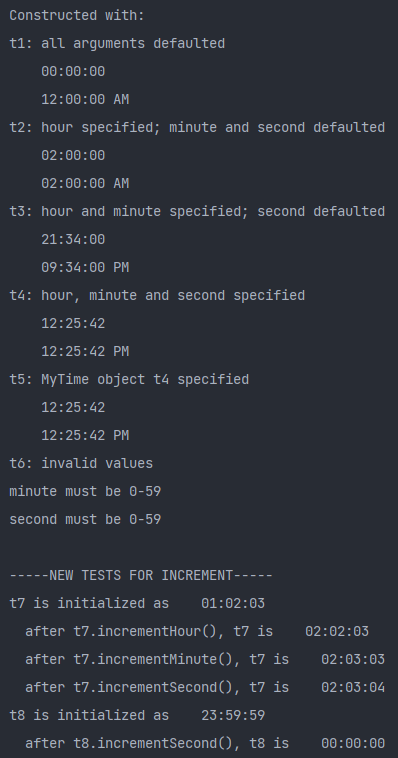 Constructed with:
t1: all arguments defaulted
    00:00:00
    12:00:00 AM
t2: hour specified; minute and second defaulted
    02:00:00
    02:00:00 AM
t3: hour and minute specified; second defaulted
    21:34:00
    09:34:00 PM
t4: hour, minute and second specified
    12:25:42
    12:25:42 PM
t5: MyTime object t4 specified
    12:25:42
    12:25:42 PM
t6: invalid values
minute must be 0-59
second must be 0-59

-----NEW TESTS FOR INCREMENT-----
t7 is initialized as    01:02:03
  after t7.incrementHour(), t7 is    02:02:03
  after t7.incrementMinute(), t7 is    02:03:03
  after t7.incrementSecond(), t7 is    02:03:04
t8 is initialized as    23:59:59
  after t8.incrementSecond(), t8 is    00:00:00